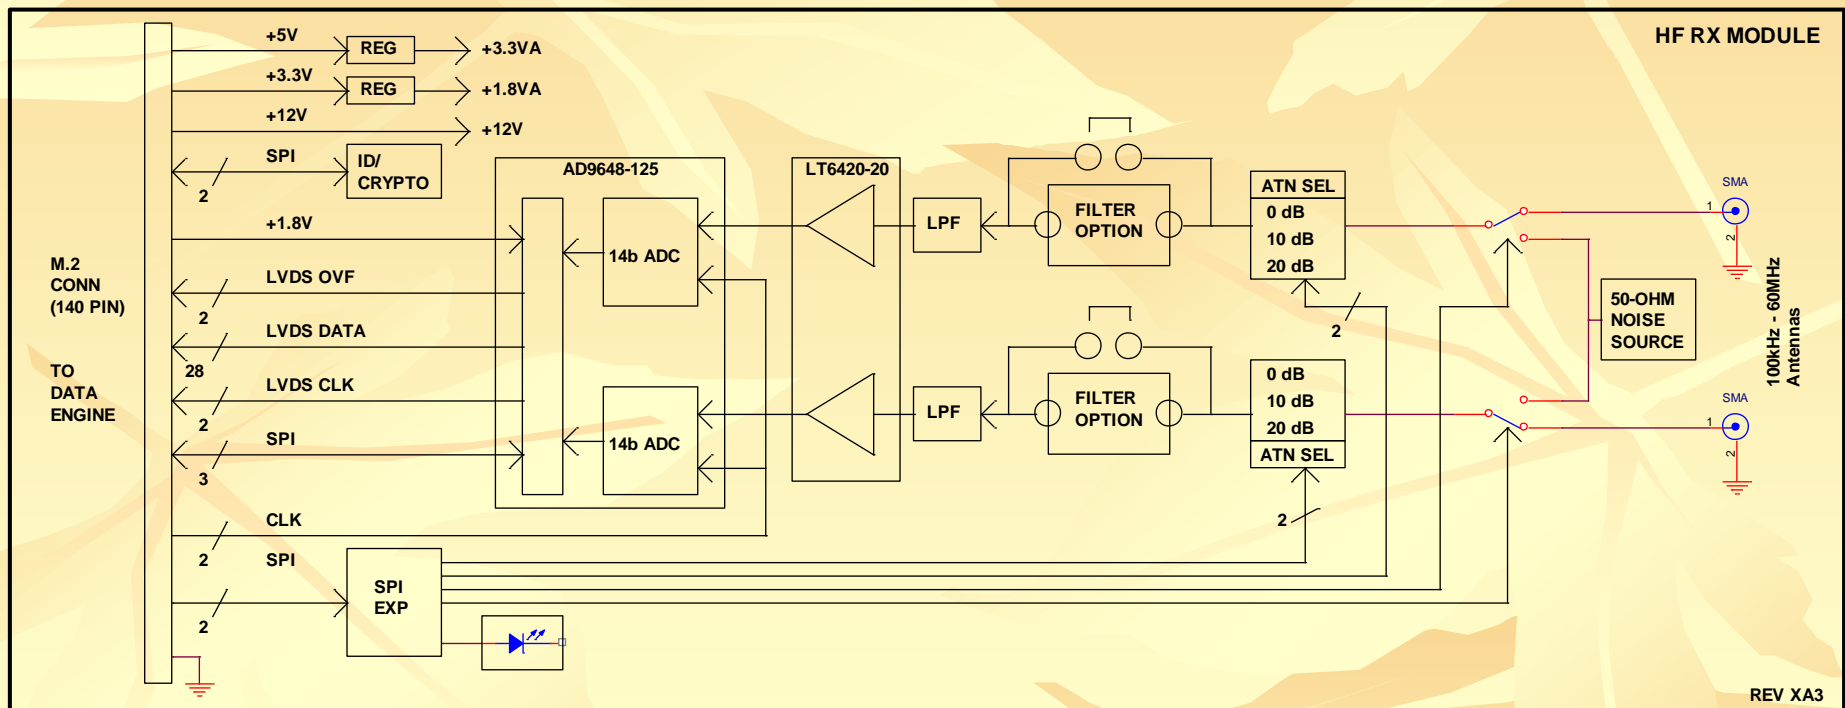 HF RX MODULE
+5V
REG
+3.3VA
+3.3V
REG
+1.8VA
+12V
+12V
SPI
2
ID/
CRYPTO
+1.8V
M.2
CONN
(140 PIN)
TO
DATA
ENGINE
LVDS OVF
2
LVDS DATA
28
LVDS CLK
2
SPI
3
CLK
2
SPI
2
SPI
EXP
AD9648-125
14b ADC
14b ADC
LT6420-20
LPF
LPF
FILTER
OPTION
FILTER
OPTION
ATN SEL
0 dB
10 dB
20 dB
2
0 dB
10 dB
20 dB
ATN SEL
2
50-OHM
NOISE
SOURCE
SMA
1
2
100kHz - 60MHz
Antennas
SMA
1
2
REV XA3